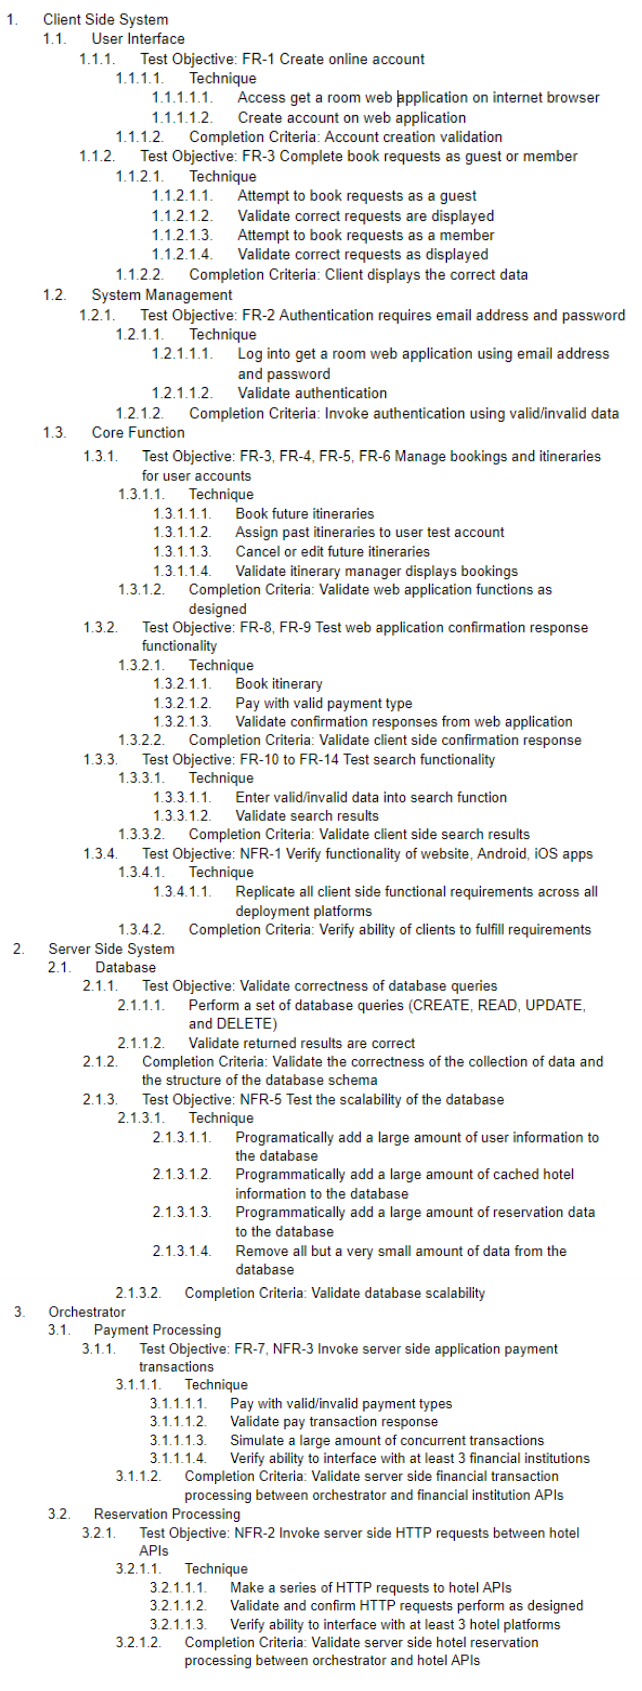 1. Client Side System
1.1. User Interface
1.1.1. Test Objective: FR-1 Create online account
1.1.1.1. Technique
1.1.1.1.1. Access get a room web application on internet browser
1.1.1.1.2. Create account on web application
1.1.1.2. Completion Criteria: Account creation validation
1.1.2. Test Objective: FR-3 Complete book requests as guest or member
1.1.2.1. Technique
1.1.2.1.1. Attempt to book requests as a guest
1.1.2.1.2. Validate correct requests are displayed
1.1.2.1.3. Attempt to book requests as a member
1.1.2.1.4. Validate correct requests as displayed
1.1.2.2. Completion Criteria: Client displays the correct data
1.2. System Management
1.2.1. Test Objective: FR-2 Authentication requires email address and password
1.2.1.1. Technique
1.2.1.1.1. Log into get a room web application using email address
and password
1.2.1.1.2. Validate authentication
1.2.1.2. Completion Criteria: Invoke authentication using valid/invalid data
1.3. Core Function
1.3.1. Test Objective: FR-3, FR-4, FR-5, FR-6 Manage bookings and itineraries
for user accounts
1.3.1.1. Technique
1.3.1.1.1. Book future itineraries
1.3.1.1.2. Assign past itineraries to user test account
1.3.1.1.3. Cancel or edit future itineraries
1.3.1.1.4. Validate itinerary manager displays bookings
1.3.1.2. Completion Criteria: Validate web application functions as
designed
1.3.2. Test Objective: FR-8, FR-9 Test web application confirmation response
functionality
1.3.2.1. Technique
1.3.2.1.1. Book itinerary
1.3.2.1.2. Pay with valid payment type
1.3.2.1.3. Validate confirmation responses from web application
1.3.2.2. Completion Criteria: Validate client side confirmation response
1.3.3. Test Objective: FR-10 to FR-14 Test search functionality
1.3.3.1. Technique
1.3.3.1.1. Enter valid/invalid data into search function
1.3.3.1.2. Validate search results
1.3.3.2. Completion Criteria: Validate client side search results
1.3.4. Test Objective: NFR-1 Verify functionality of website, Android, iOS apps
1.3.4.1. Technique
1.3.4.1.1. Replicate all client side functional requirements across all
deployment platforms
1.3.4.2. Completion Criteria: Verify ability of clients to fulfill requirements
2. Server Side System
2.1. Database
2.1.1. Test Objective: Validate correctness of database queries
2.1.1.1. Perform a set of database queries (CREATE, READ, UPDATE,
and DELETE)
2.1.1.2. Validate returned results are correct
2.1.2. Completion Criteria: Validate the correctness of the collection of data and
the structure of the database schema
2.1.3. Test Objective: NFR-5 Test the scalability of the database
2.1.3.1. Technique
2.1.3.1.1. Programatically add a large amount of user information to
the database
2.1.3.1.2. Programmatically add a large amount of cached hotel
information to the database
2.1.3.1.3. Programmatically add a large amount of reservation data
to the database
2.1.3.1.4. Remove all but a very small amount of data from the
database
2.1.3.2. Completion Criteria: Validate database scalability
3. Orchestrator
3.1. Payment Processing
3.1.1. Test Objective: FR-7, NFR-3 Invoke server side application payment
transactions
3.1.1.1. Technique
3.1.1.1.1. Pay with valid/invalid payment types
3.1.1.1.2. Validate pay transaction response
3.1.1.1.3. Simulate a large amount of concurrent transactions
3.1.1.1.4. Verify ability to interface with at least 3 financial institutions
3.1.1.2. Completion Criteria: Validate server side financial transaction
processing between orchestrator and financial institution APIs
3.2. Reservation Processing
3.2.1. Test Objective: NFR-2 Invoke server side HTTP requests between hotel
APIs
3.2.1.1. Technique
3.2.1.1.1. Make a series of HTTP requests to hotel APIs
3.2.1.1.2. Validate and confirm HTTP requests perform as designed
3.2.1.1.3. Verify ability to interface with at least 3 hotel platforms
3.2.1.2. Completion Criteria: Validate server side hotel reservation
processing between orchestrator and hotel APIs